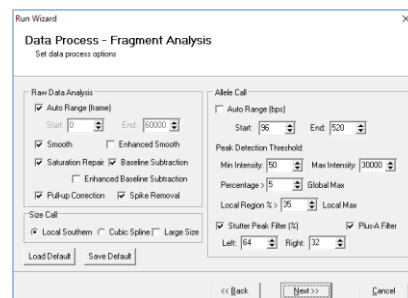 Run Wizard
Data Process - Fragment Analysis
Set data process options
Raw Data Analysis
Auto Range (frame)
Start: 0 End: 60000
Smooth Enhanced Smooth
Saturation Repair Baseline Subtraction
Enhanced Baseline Subtraction
Pull-up Correction Spike Removal
Size Call
Local Southern Cubic Spline Large Size
Load Default Save Default
Allele Call
Auto Range (bps)
Start: 96 End: 520
Peak Detection Threshold:
Min Intensity: 50 Max Intensity: 30000
Percentage > 5 Global Max
Local Region % > 35 Local Max
Stutter Peak Filter (%) Plus-A Filter
Left: 64 Right: 32
<< Back Next >> Cancel